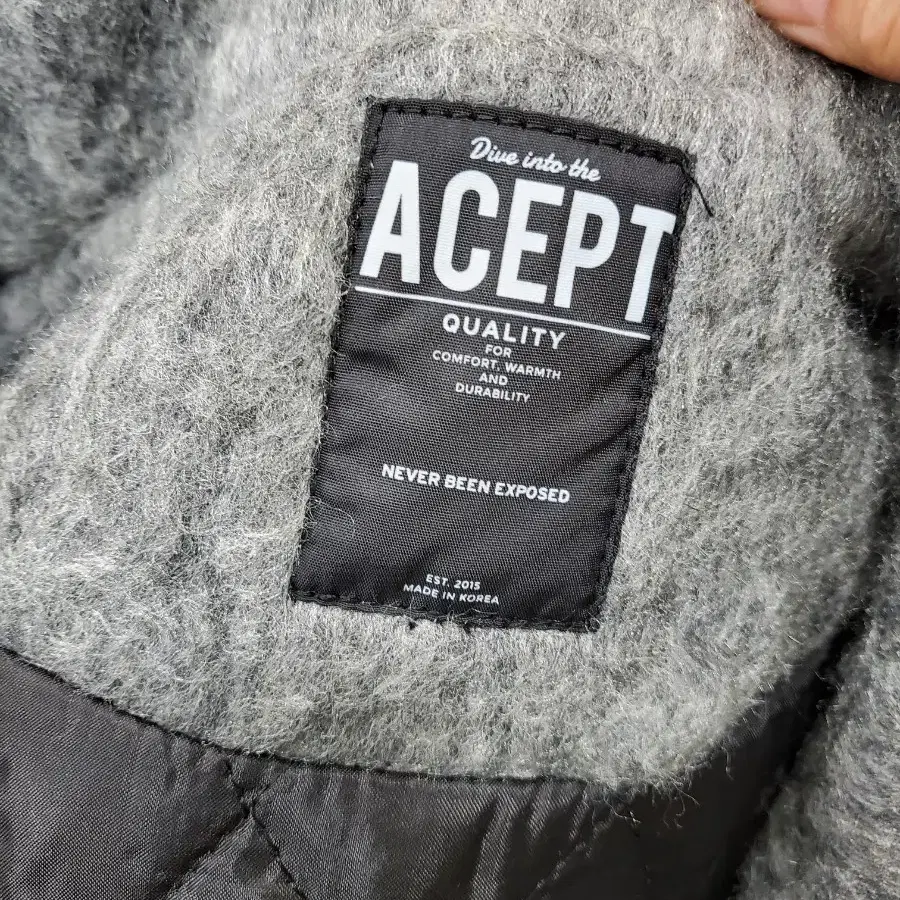 Dive into the
ACEPT
QUALITY
FOR
COMFORT, WARMTH
AND
DURABILITY
NEVER BEEN EXPOSED
EST. 2015
MADE IN KOREA